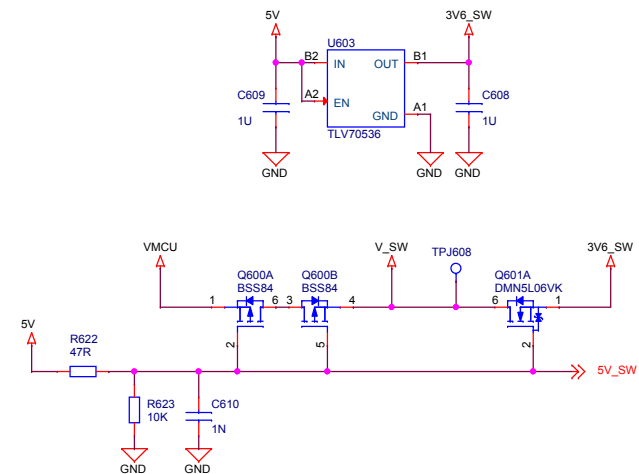 5V 3V6_SW
U603
B2 IN OUT B1
C609 A2 EN C608
GND A1
1U TLV70536 1U
GND GND GND
VMCU V_SW TPJ608 3V6_SW
Q600A Q600B Q601A
BSS84 BSS84 DMN5L06VK
1 6 3 4 6 1
5V
R622 2 5 2
47R
5V_SW
R623 C610
10K 1N
GND GND